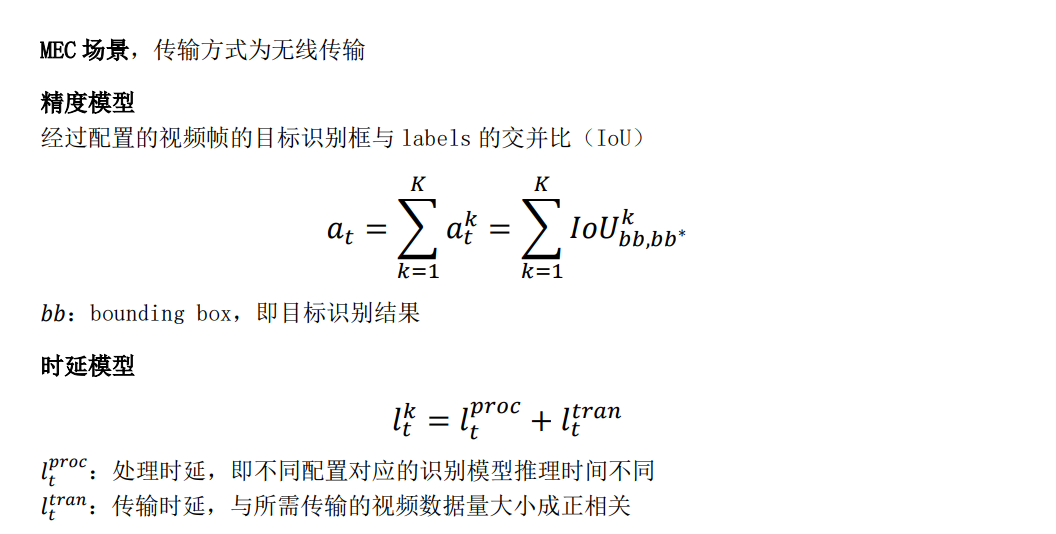 MEC 场景，传输方式为无线传输
精度模型
经过配置的视频帧的目标识别框与 labels 的交并比（IoU）
$a_t = \sum_{k=1}^{K} a_t^k = \sum_{k=1}^{K} IoU_{bb,bb^*}^k$
bb：bounding box，即目标识别结果
时延模型
$l_t^k = l_t^{proc} + l_t^{tran}$
$l_t^{proc}$：处理时延，即不同配置对应的识别模型推理时间不同
$l_t^{tran}$：传输时延，与所需传输的视频数据量大小成正相关